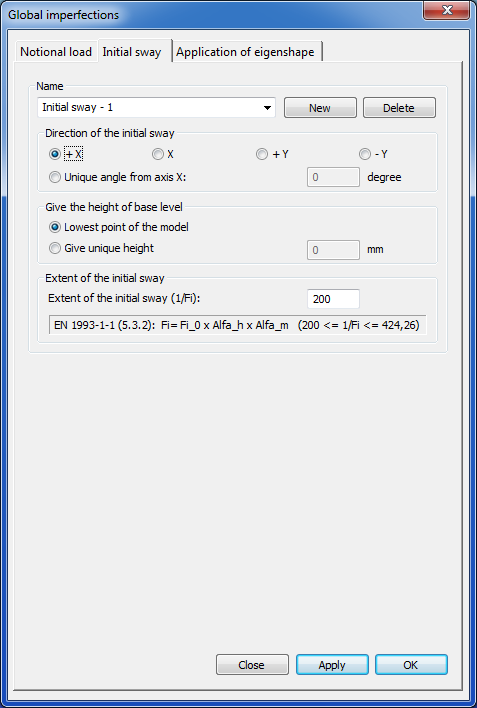 Global imperfections
Notional load Initial sway Application of eigenshape
Name
Initial sway - 1 New Delete
Direction of the initial sway
+ X X + Y - Y
Unique angle from axis X: 0 degree
Give the height of base level
Lowest point of the model
Give unique height 0 mm
Extent of the initial sway
Extent of the initial sway (1/Fi): 200
EN 1993-1-1 (5.3.2): Fi= Fi_0 x Alfa_h x Alfa_m (200 <= 1/Fi <= 424,26)
Close Apply OK